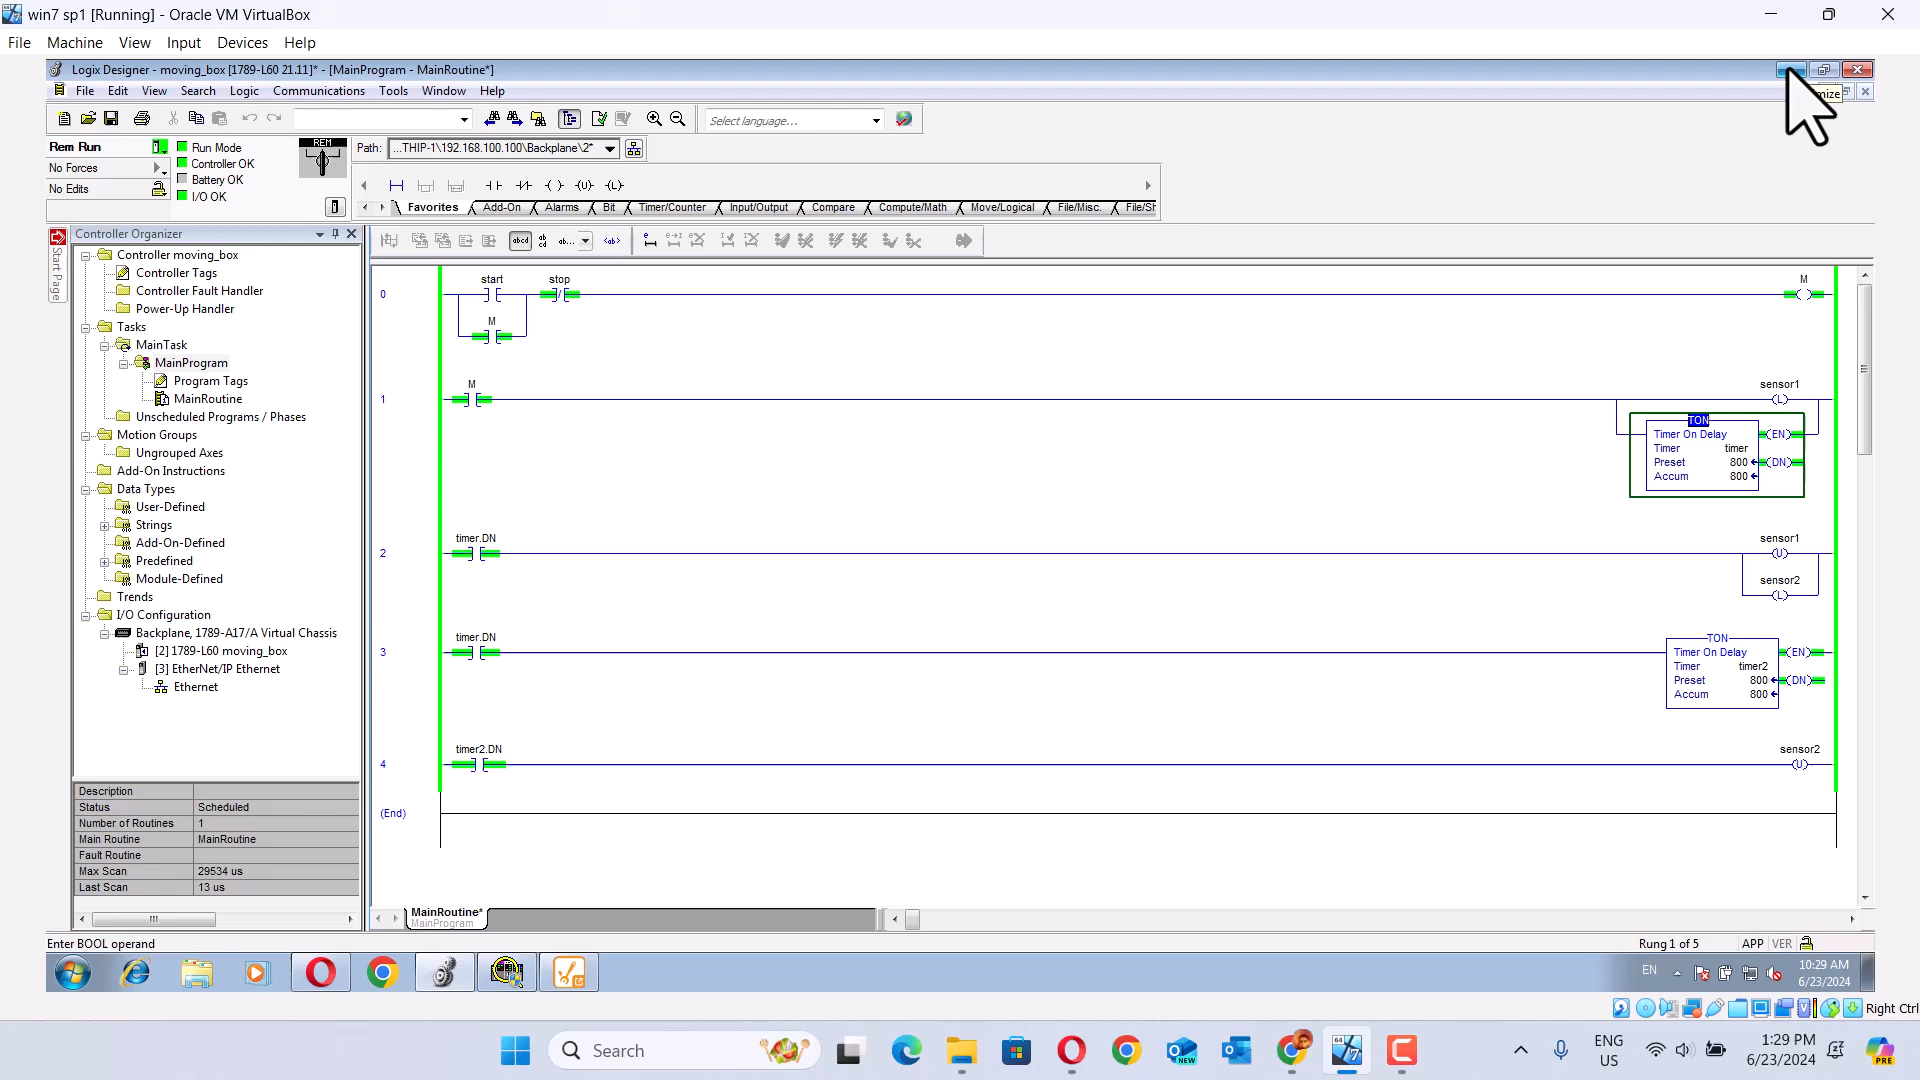 win7 sp1 [Running] - Oracle VM VirtualBox
File Machine View Input Devices Help
Logix Designer - moving_box [1789-L60 21.11]* - [MainProgram - MainRoutine*]
File Edit View Search Logic Communications Tools Window Help
mize
Select language...
Rem Run
No Forces
No Edits
Run Mode
Controller OK
Battery OK
I/O OK
REM
Path: ...THIP-1\192.168.100.100\Backplane\2*
Favorites Add-On Alarms Bit Timer/Counter Input/Output Compare Compute/Math Move/Logical File/Misc. File/Sh
Start Page
Controller Organizer
Controller moving_box
Controller Tags
Controller Fault Handler
Power-Up Handler
Tasks
MainTask
MainProgram
Program Tags
MainRoutine
Unscheduled Programs / Phases
Motion Groups
Ungrouped Axes
Add-On Instructions
Data Types
User-Defined
Strings
Add-On-Defined
Predefined
Module-Defined
Trends
I/O Configuration
Backplane, 1789-A17/A Virtual Chassis
[2] 1789-L60 moving_box
[3] EtherNet/IP Ethernet
Ethernet
Description
Status Scheduled
Number of Routines 1
Main Routine MainRoutine
Fault Routine
Max Scan 29534 us
Last Scan 13 us
abcd ab cd ab...
start stop M
0
M
M sensor1
1 L
TON
Timer On Delay EN
Timer timer
Preset 800 DN
Accum 800
timer.DN sensor1
2 U
sensor2
L
timer.DN TON
3 Timer On Delay EN
Timer timer2
Preset 800 DN
Accum 800
timer2.DN sensor2
4 U
(End)
MainRoutine*
MainProgram
Enter BOOL operand
Rung 1 of 5 APP VER
EN 10:29 AM
6/23/2024
Right Ctrl
Search
ENG
US
1:29 PM
6/23/2024
PRE